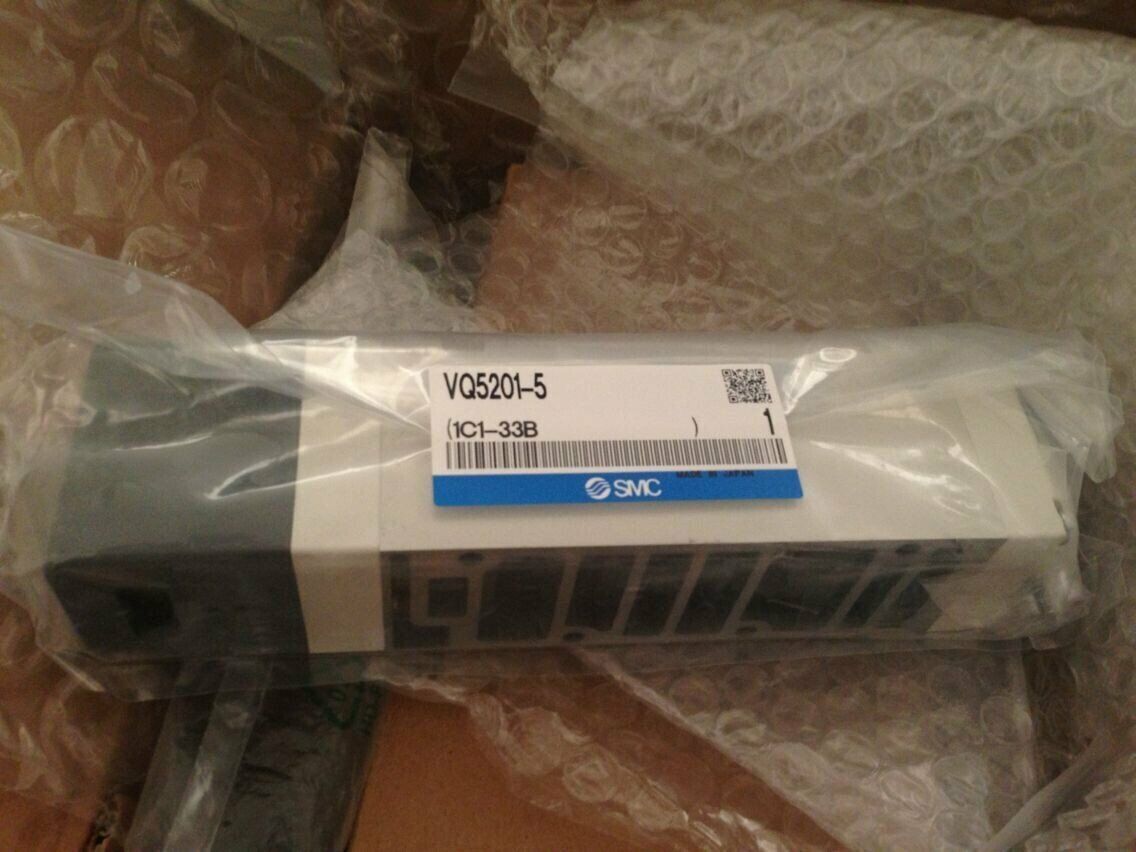 VQ5201-5
(1C1-33B )
1
MADE IN JAPAN
SMC